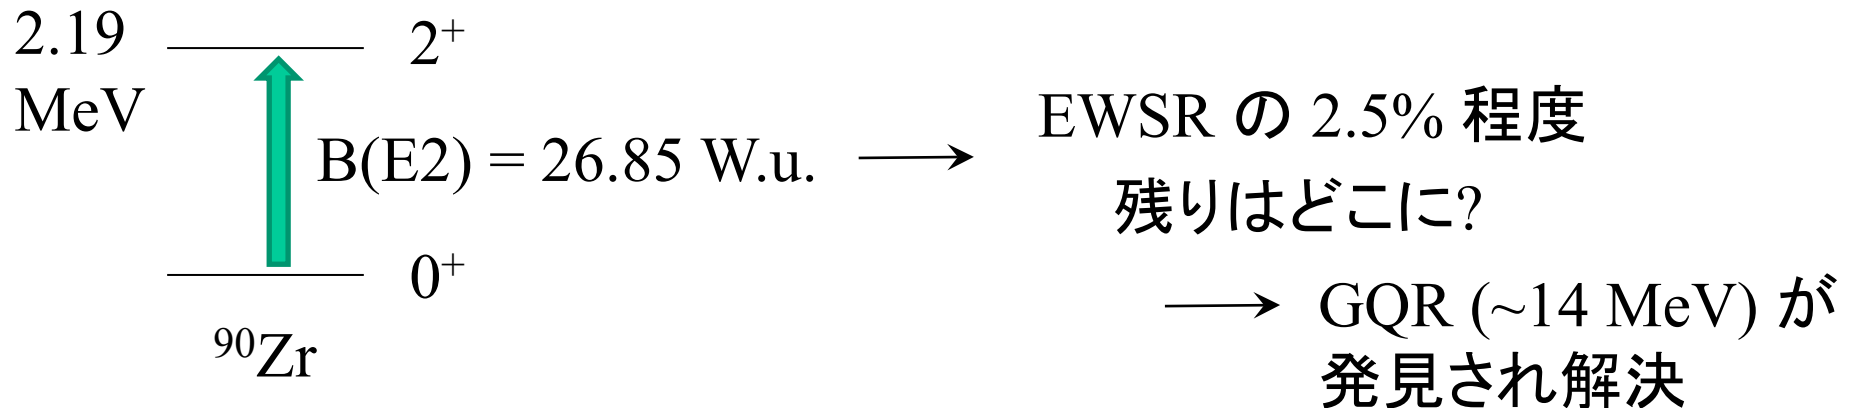 2.19
MeV
2⁺
B(E2) = 26.85 W.u.
0⁺
⁹⁰Zr
EWSR の 2.5% 程度
残りはどこに?
GQR (~14 MeV) が
発見され解決